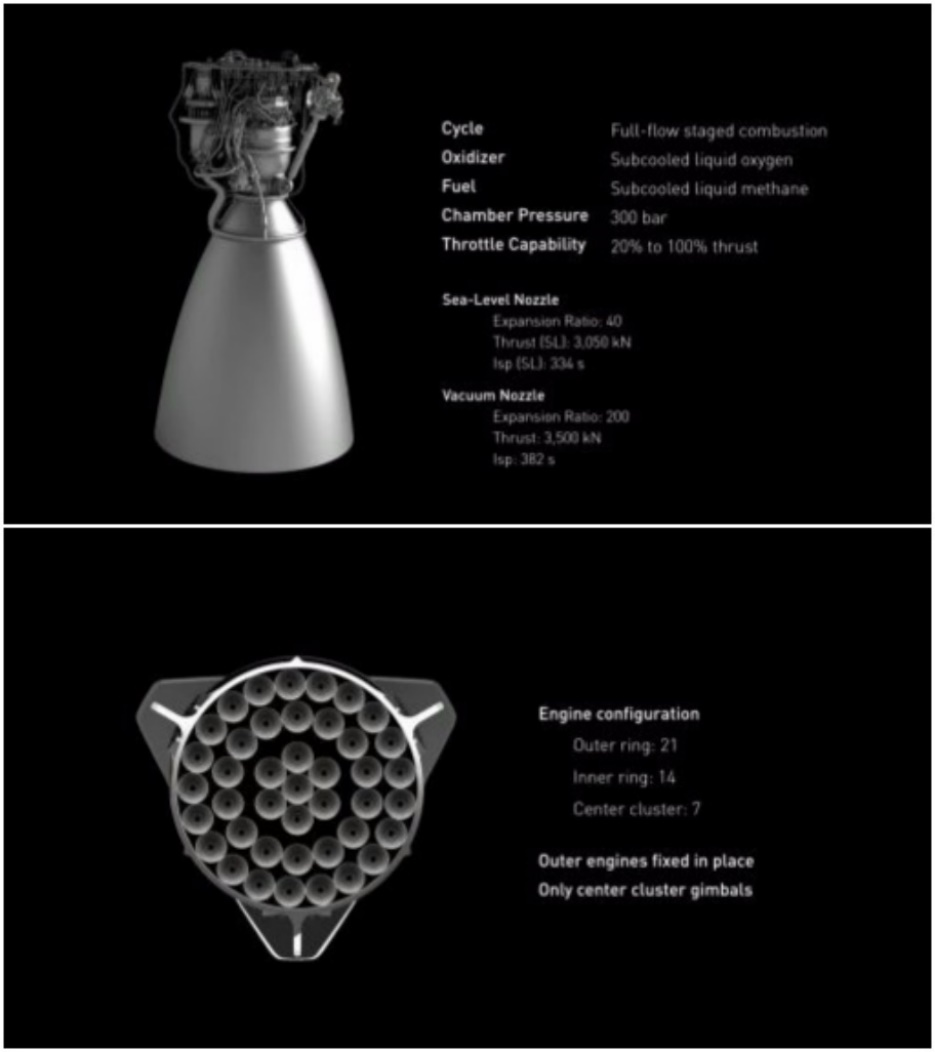 Cycle Full-flow staged combustion
Oxidizer Subcooled liquid oxygen
Fuel Subcooled liquid methane
Chamber Pressure 300 bar
Throttle Capability 20% to 100% thrust
Sea-Level Nozzle
Expansion Ratio: 40
Thrust (SL): 3,050 kN
Isp (SL): 334 s
Vacuum Nozzle
Expansion Ratio: 200
Thrust: 3,500 kN
Isp: 382 s
Engine configuration
Outer ring: 21
Inner ring: 14
Center cluster: 7
Outer engines fixed in place
Only center cluster gimbals